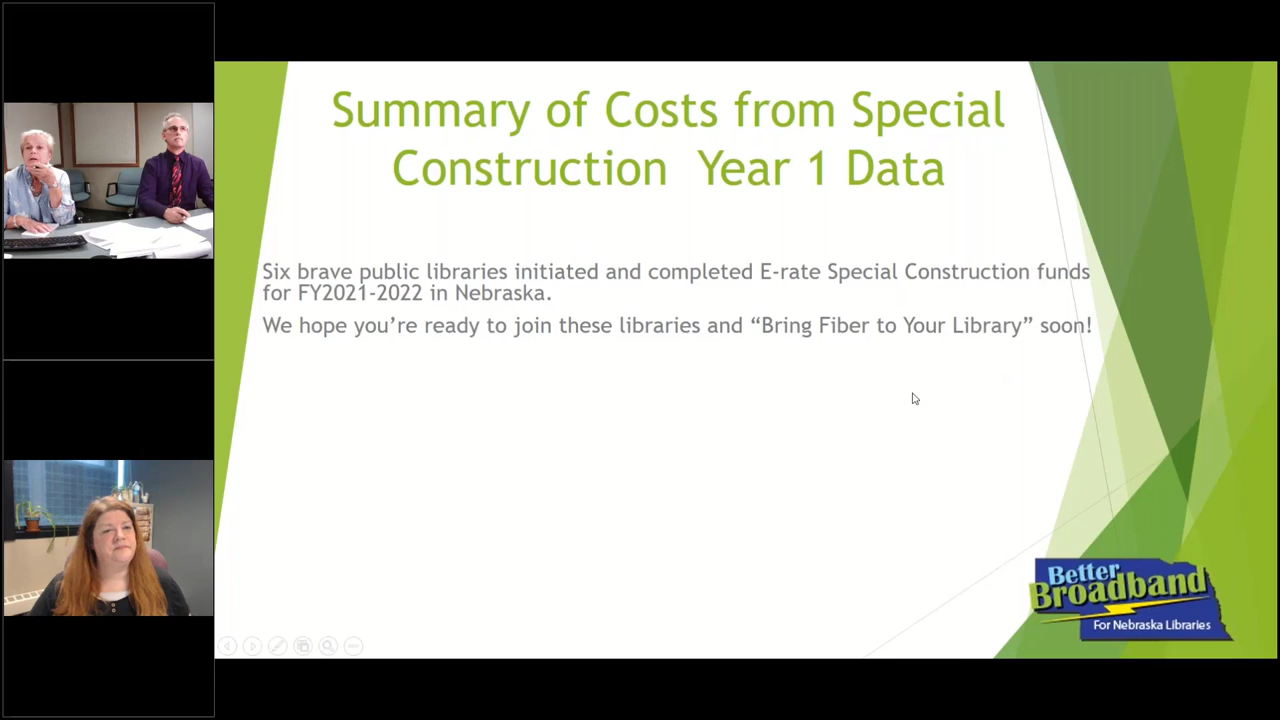 Summary of Costs from Special
Construction  Year 1 Data
Six brave public libraries initiated and completed E-rate Special Construction funds
for FY2021-2022 in Nebraska.
We hope you’re ready to join these libraries and “Bring Fiber to Your Library” soon!
Better
Broadband
For Nebraska Libraries